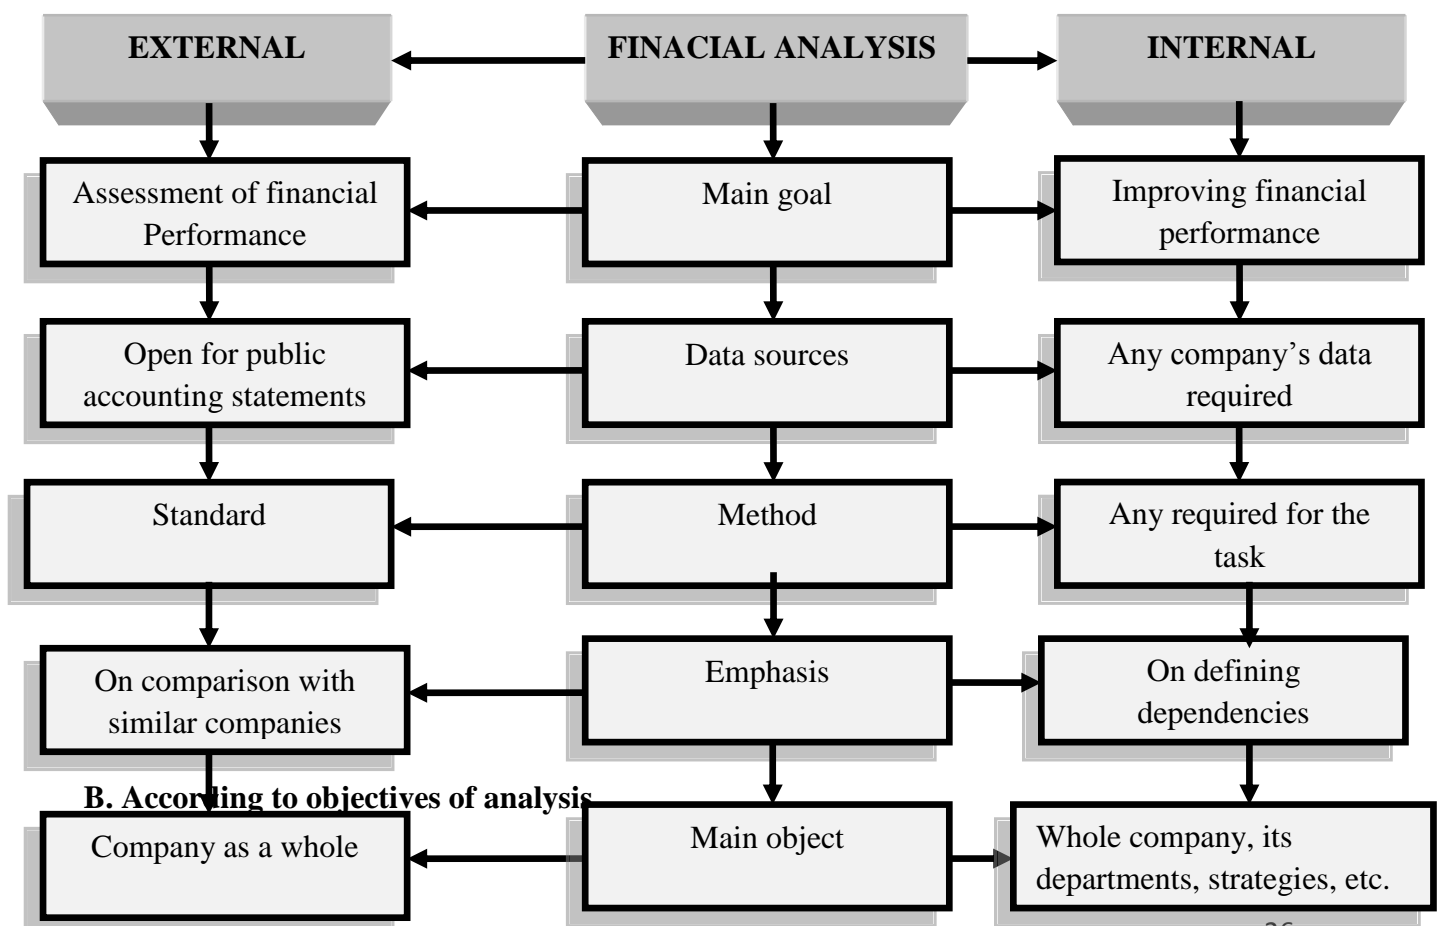 EXTERNAL
FINACIAL ANALYSIS
INTERNAL
Assessment of financial
Performance
Main goal
Improving financial
performance
Open for public
accounting statements
Data sources
Any company’s data
required
Standard
Method
Any required for the
task
On comparison with
similar companies
Emphasis
On defining
dependencies
B. According to objectives of analysis
Company as a whole
Main object
Whole company, its
departments, strategies, etc.